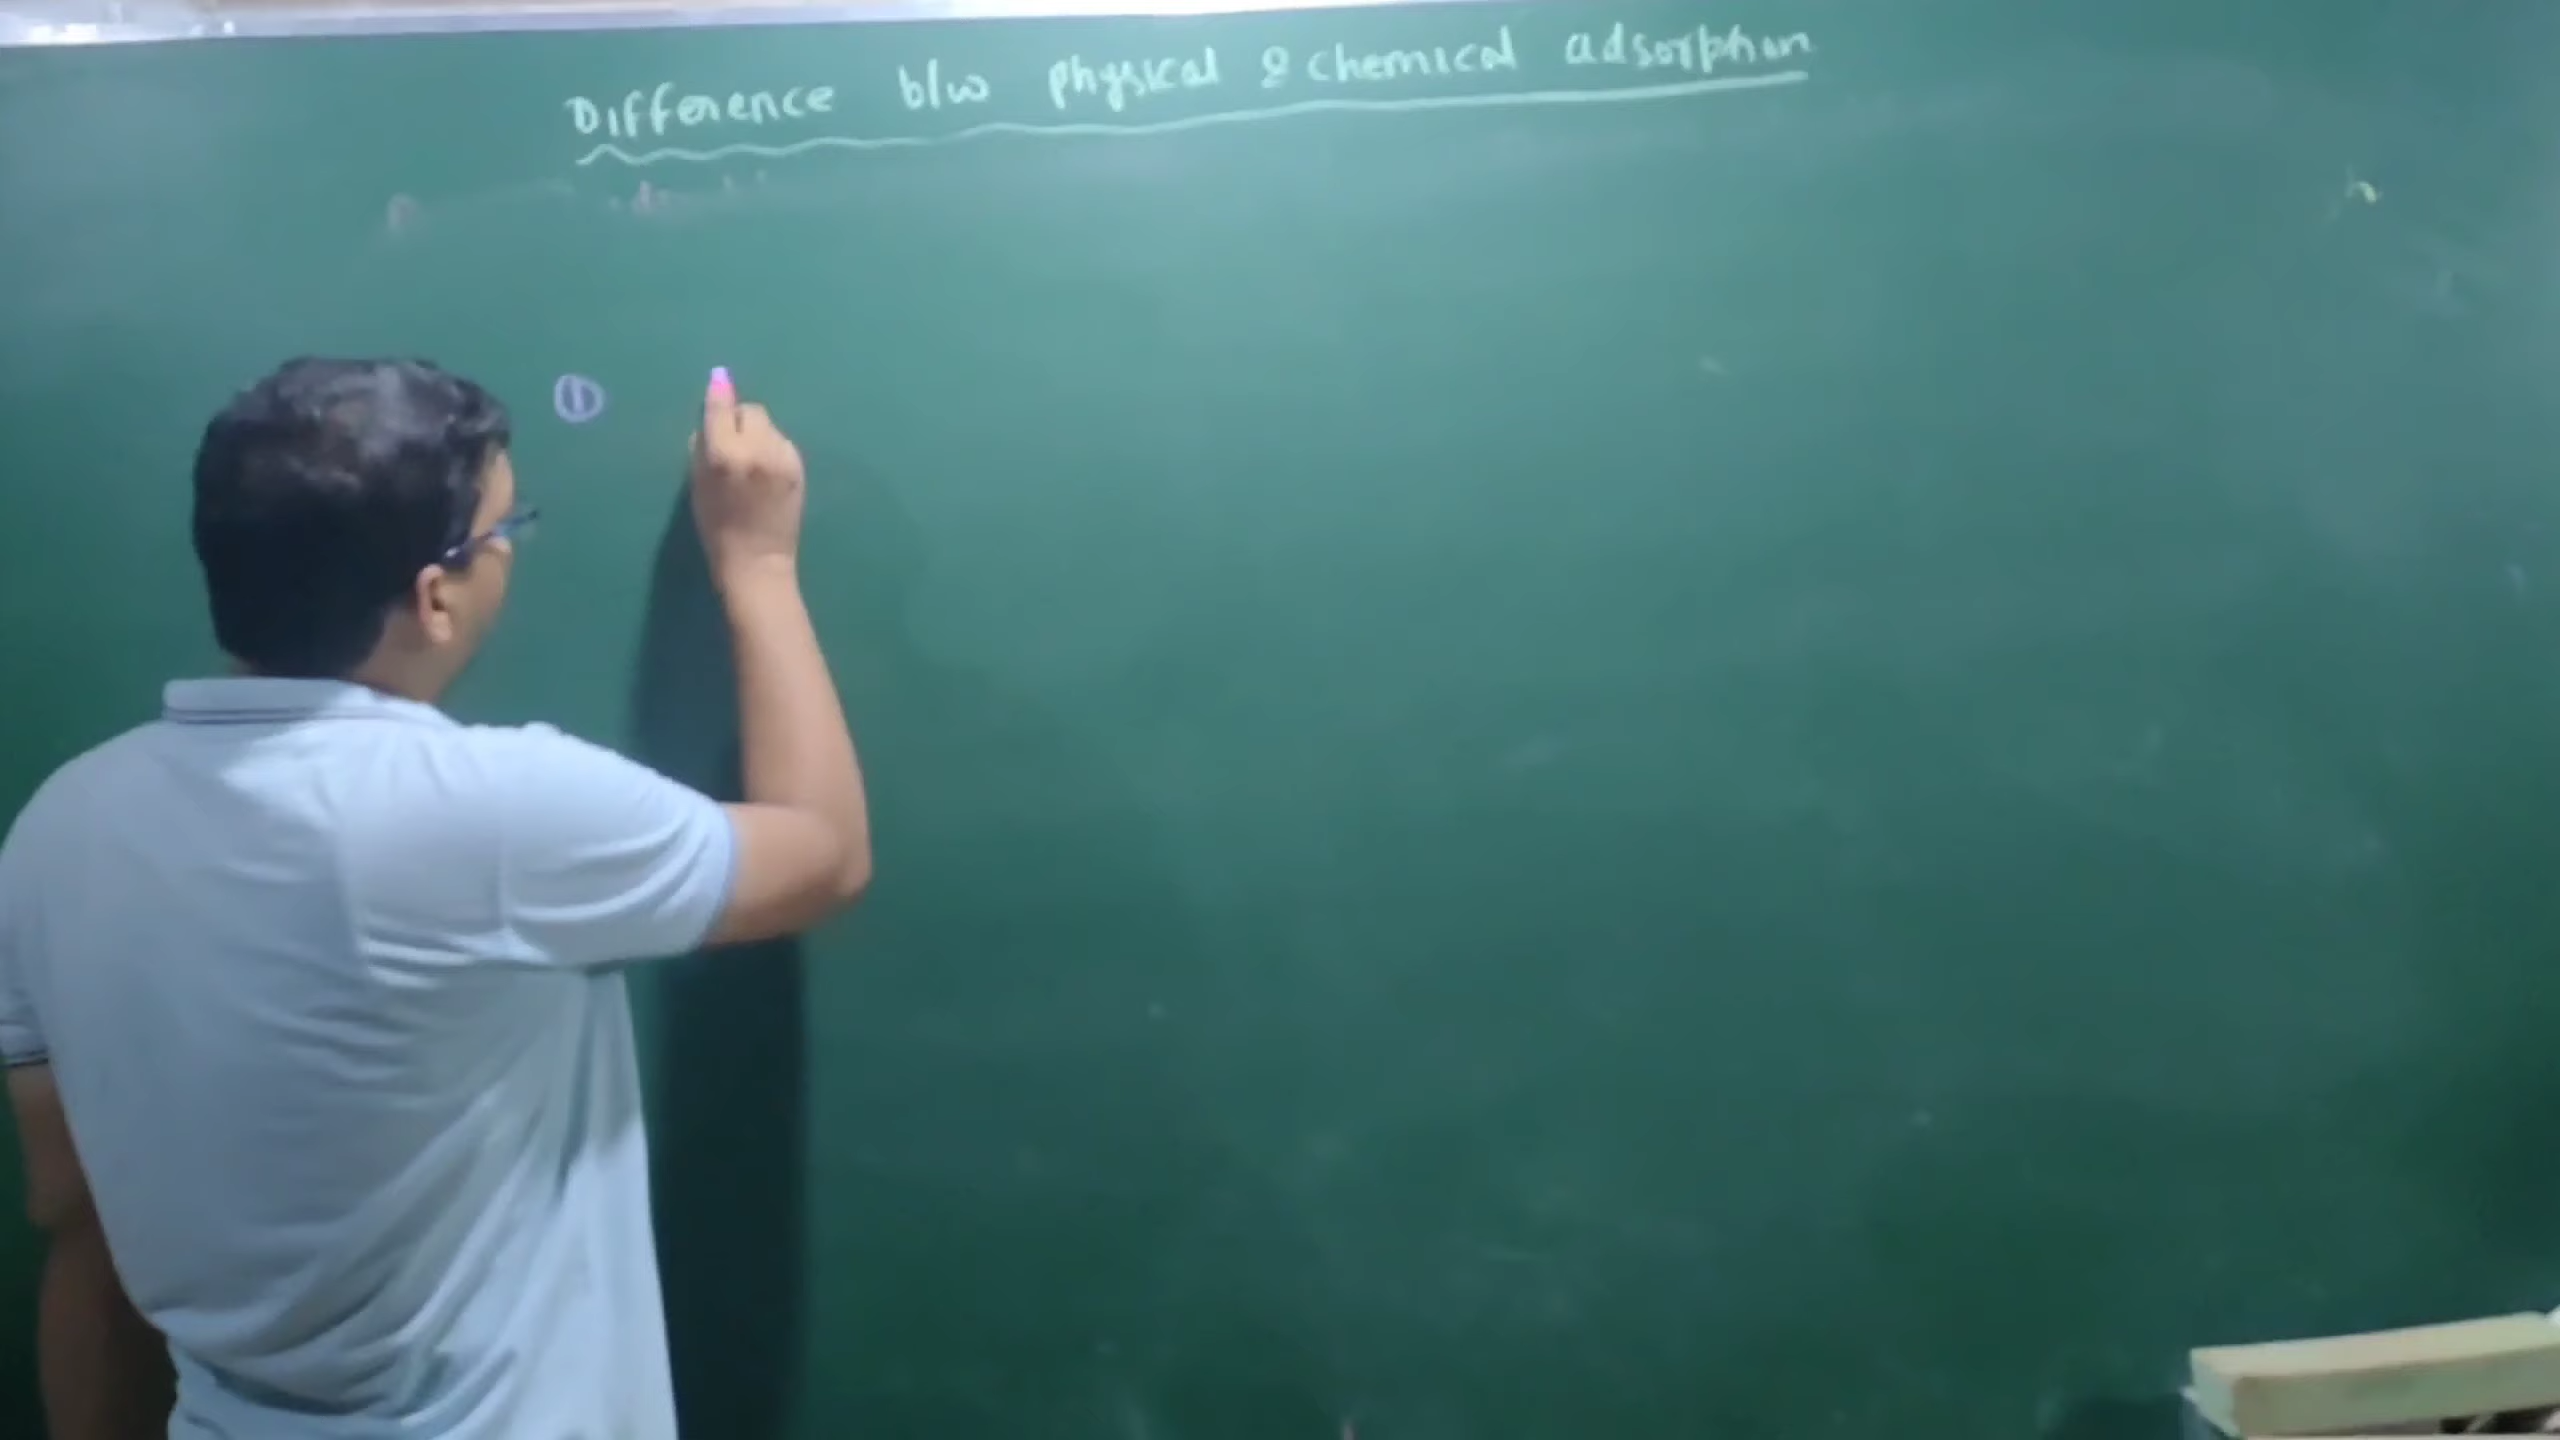 Difference b/w physical & chemical adsorption
①